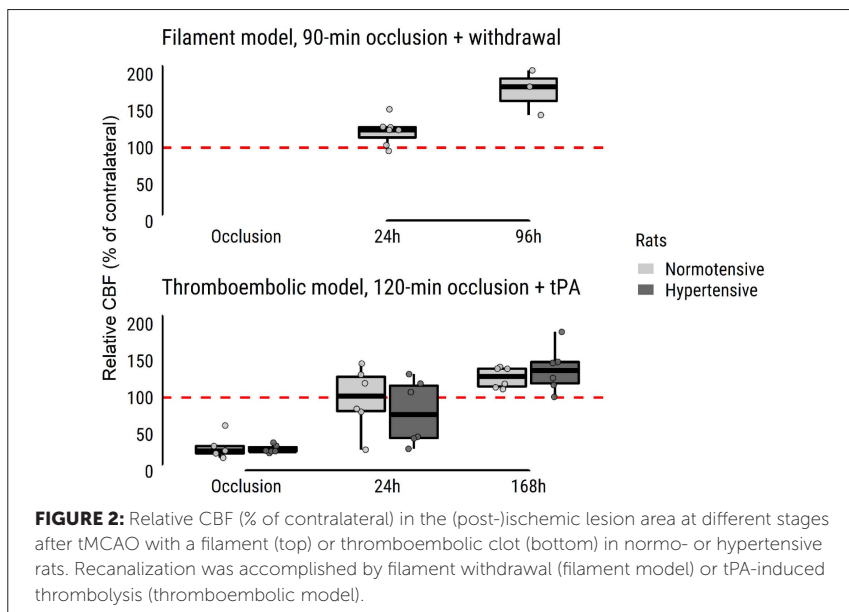 Filament model, 90-min occlusion + withdrawal
Relative CBF (% of contralateral)
200
150
100
50
0
Occlusion 24h 96h
Rats
Normotensive
Hypertensive
Thromboembolic model, 120-min occlusion + tPA
200
150
100
50
0
Occlusion 24h 168h
FIGURE 2: Relative CBF (% of contralateral) in the (post-)ischemic lesion area at different stages
after tMCAO with a filament (top) or thromboembolic clot (bottom) in normo- or hypertensive
rats. Recanalization was accomplished by filament withdrawal (filament model) or tPA-induced
thrombolysis (thromboembolic model).